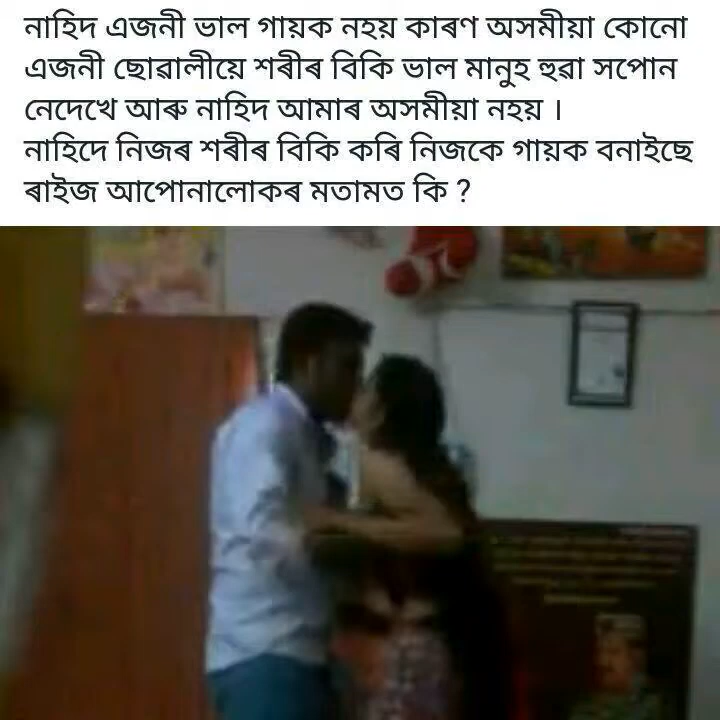 নাহিদ এজনী ভাল গায়ক নহয় কাৰণ অসমীয়া কোনো
এজনী ছোৱালীয়ে শৰীৰ বিকি ভাল মানুহ হুৱা সপোন
নেদেখে আৰু নাহিদ আমাৰ অসমীয়া নহয় ।
নাহিদে নিজৰ শৰীৰ বিকি কৰি নিজকে গায়ক বনাইছে
ৰাইজ আপোনালোকৰ মতামত কি ?